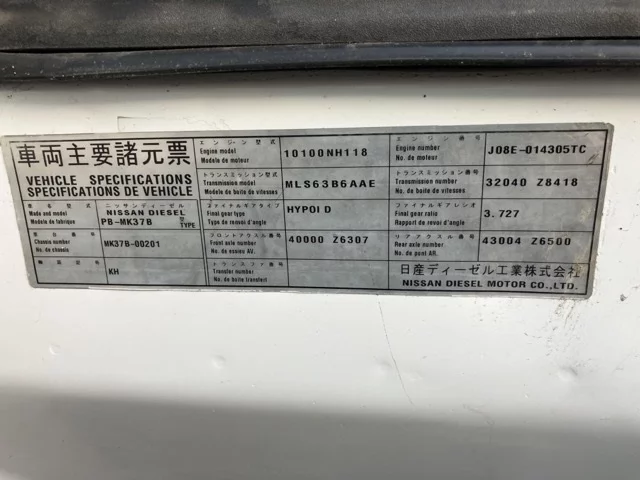 車両主要諸元票
VEHICLE SPECIFICATIONS
SPECIFICATIONS DE VEHICLE
車名及型式
Made and model
Modele de fabrique
ニッサンディーゼル
NISSAN DIESEL
PB-MK37B 型 TYPE
車台番号
Chassis number
No. de chassis
MK37B-00201
KH
エンジン型式
Engine model
Modele de moteur
10100NH118
エンジン番号
Engine number
No. de moteur
J08E-014305TC
トランスミッション型式
Transmission model
Modele de boite de vitesses
MLS63B6AAE
トランスミッション番号
Transmission number
No. de boite de vitesses
32040 Z8418
ファイナルギアタイプ
Final gear type
Type de renvoi d'angle
HYPOID
ファイナルギアレシオ
Final gear ratio
Rapport de renvoi d'angle
3.727
フロントアクスル番号
Front axle number
No. de essieu AV.
40000 Z6307
リヤアクスル番号
Rear axle number
No. de pont AR.
43004 Z6500
トランスファ番号
Transfer number
No. de boite transfert
日産ディーゼル工業株式会社
NISSAN DIESEL MOTOR CO.,LTD.